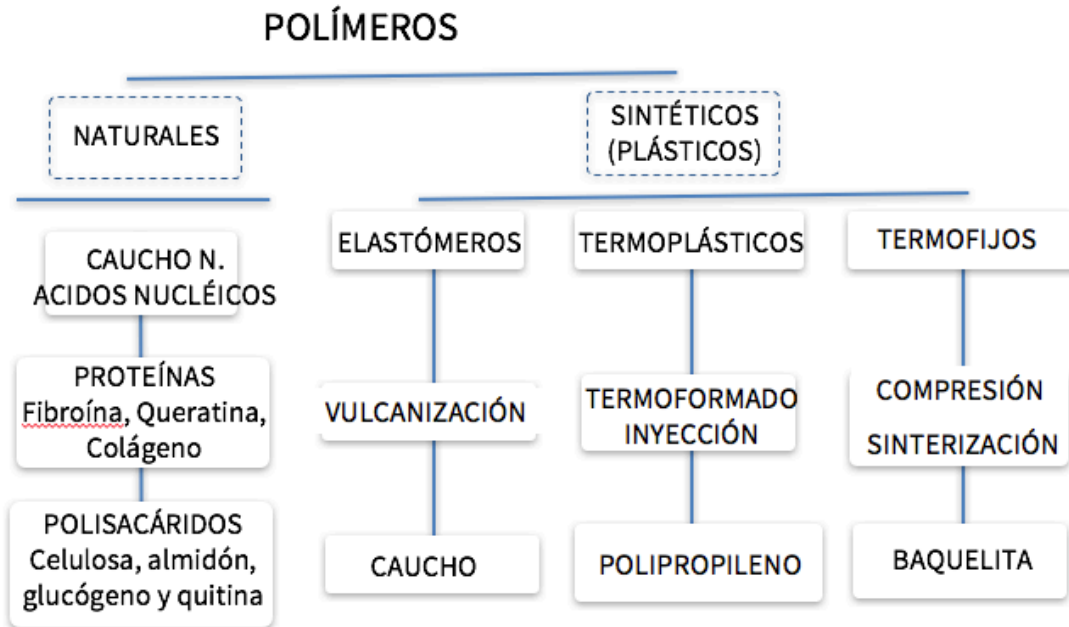 POLÍMEROS
NATURALES
SINTÉTICOS
(PLÁSTICOS)
CAUCHO N.
ACIDOS NUCLÉICOS
PROTEÍNAS
Fibroína, Queratina,
Colágeno
POLISACÁRIDOS
Celulosa, almidón,
glucógeno y quitina
ELASTÓMEROS
VULCANIZACIÓN
CAUCHO
TERMOPLÁSTICOS
TERMOFORMADO
INYECCIÓN
POLIPROPILENO
TERMOFIJOS
COMPRESIÓN
SINTERIZACIÓN
BAQUELITA